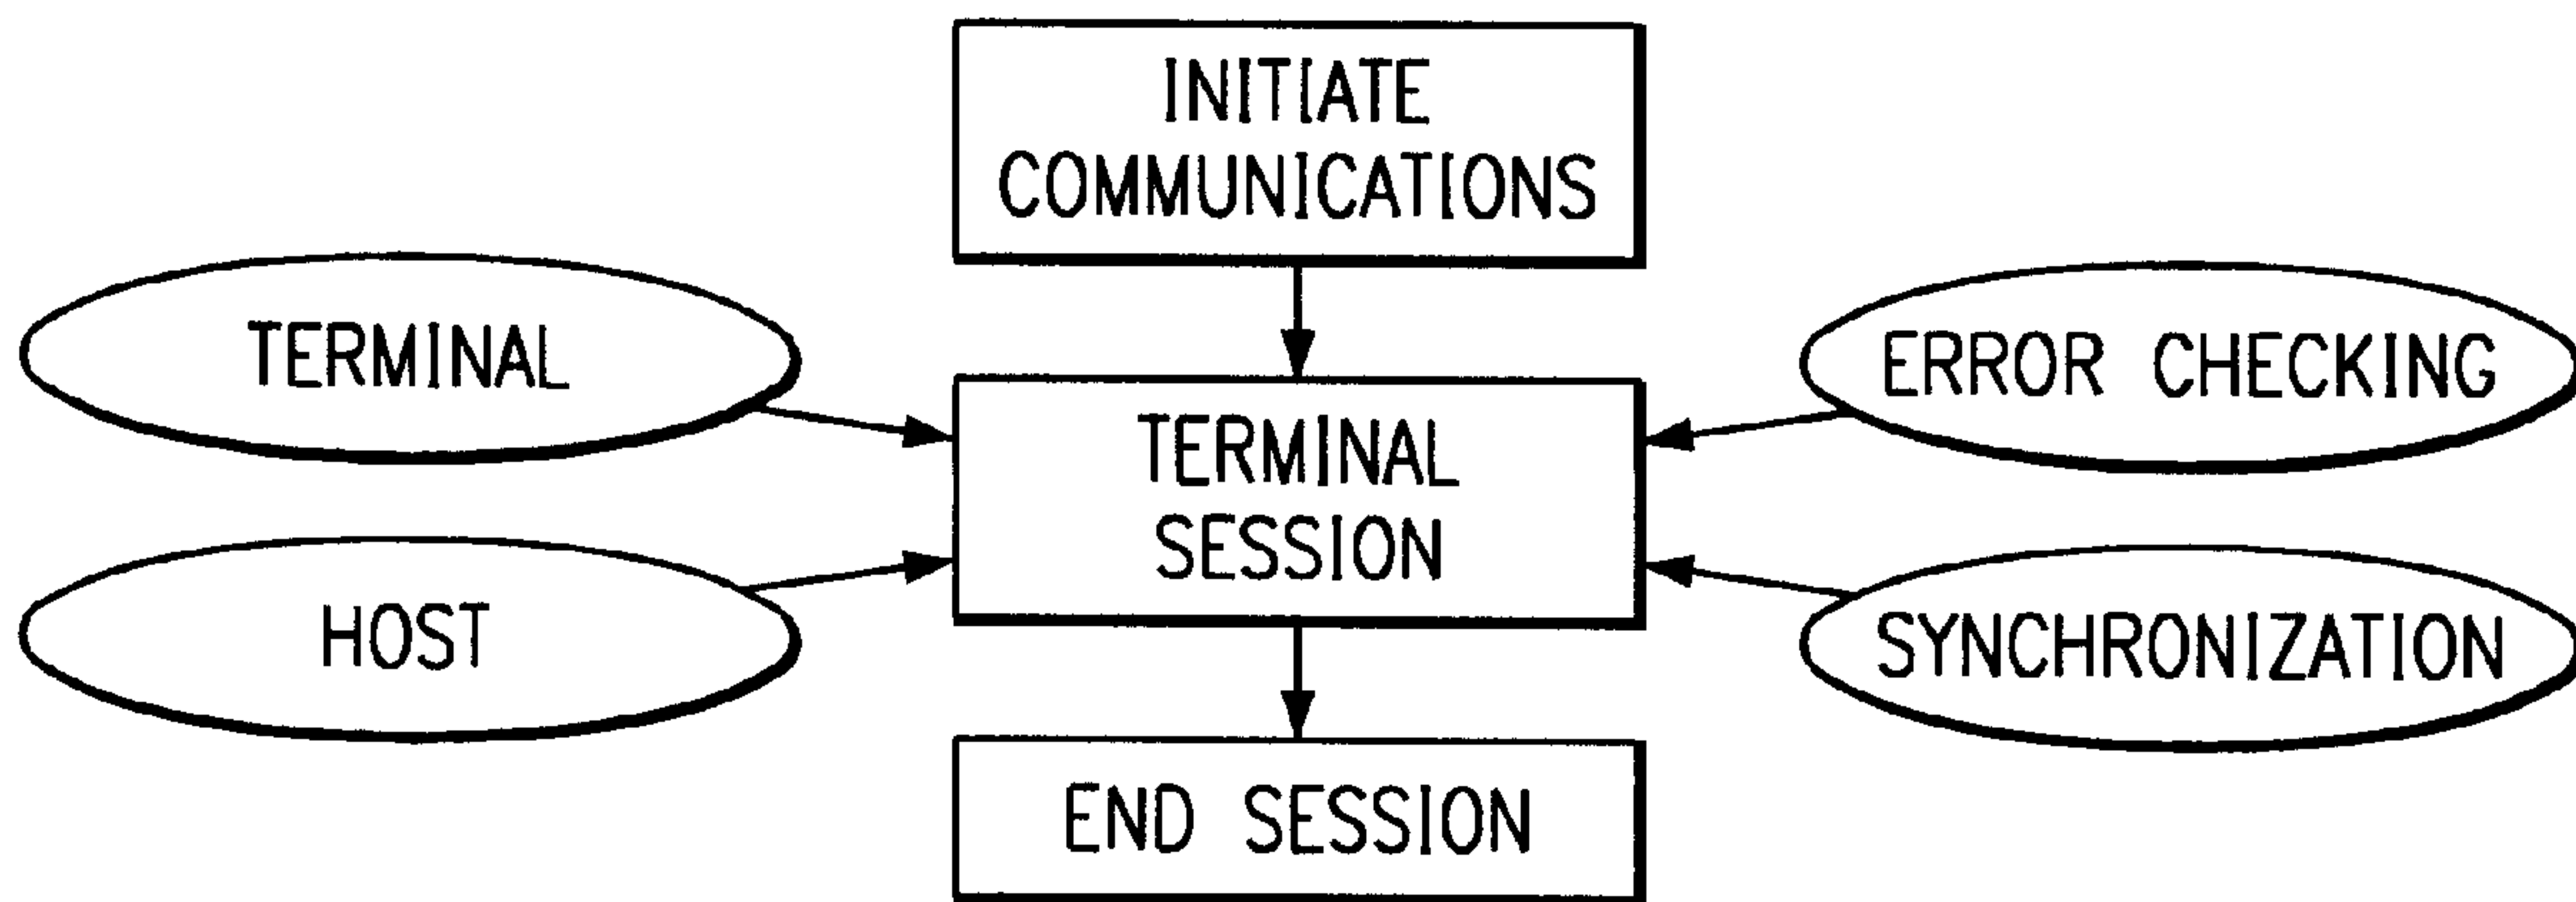 INITIATE
COMMUNICATIONS
TERMINAL
ERROR CHECKING
TERMINAL
SESSION
HOST
SYNCHRONIZATION
END SESSION